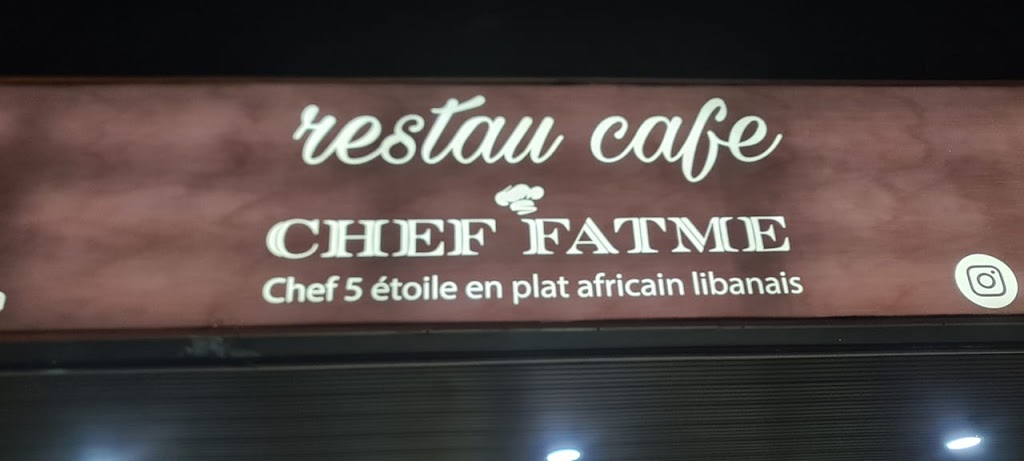 restau cafe
CHEF FATME
Chef 5 étoile en plat africain libanais